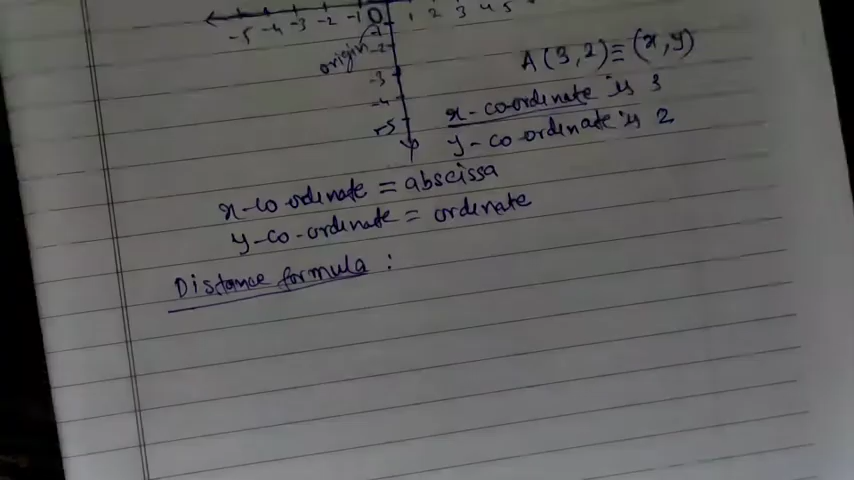 -5 -4 -3 -2 -1 0 1 2 3 4 5
-1
origin -2
-3
-4
-5
A(3,2)≡(x,y)
x-coordinate is 3
y-co-ordinate is 2
x-co-ordinate = abscissa
y-co-ordinate = ordinate
Distance formula :